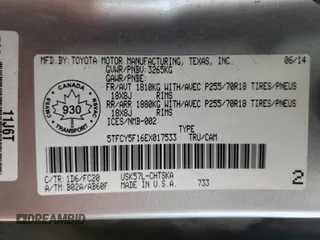 MFD.BY:TOYOTA MOTOR MANUFACTURING, TEXAS, INC. 06/14
GVWR/PNBV: 3265KG
GAWR/PNBE:
FR/AUT 1810KG WITH/AVEC P255/70R18 TIRES/PNEUS
18X8J RIMS
RR/ARR 1880KG WITH/AVEC P255/70R18 TIRES/PNEUS
18X8J RIMS
ICES/NMB-002 TYPE
5TFCY5F16EX017533 TRU/CAM
CANADA
930
C/TR: 1D6/FC20 USK57L-CHTSKA
A/TM: B02A/AB60F MADE IN U.S.A. 733 2
11J6T
BIDAMERICA